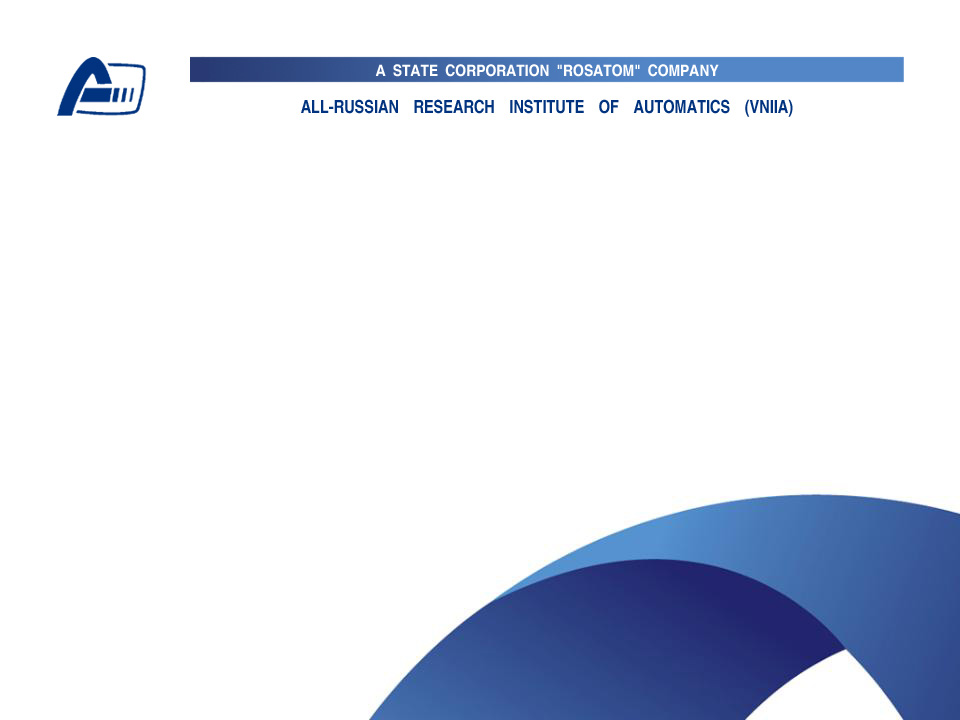 A STATE CORPORATION "ROSATOM" COMPANY
ALL-RUSSIAN RESEARCH INSTITUTE OF AUTOMATICS (VNIIA)